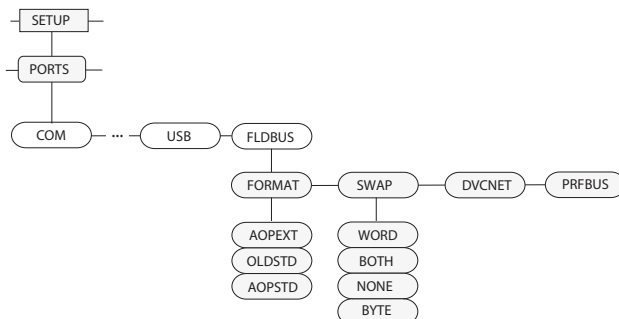 SETUP
PORTS
COM ... USB FLDBUS
FORMAT SWAP DVCNET PRFBUS
AOPEXT WORD
OLDSTD BOTH
AOPSTD NONE
BYTE